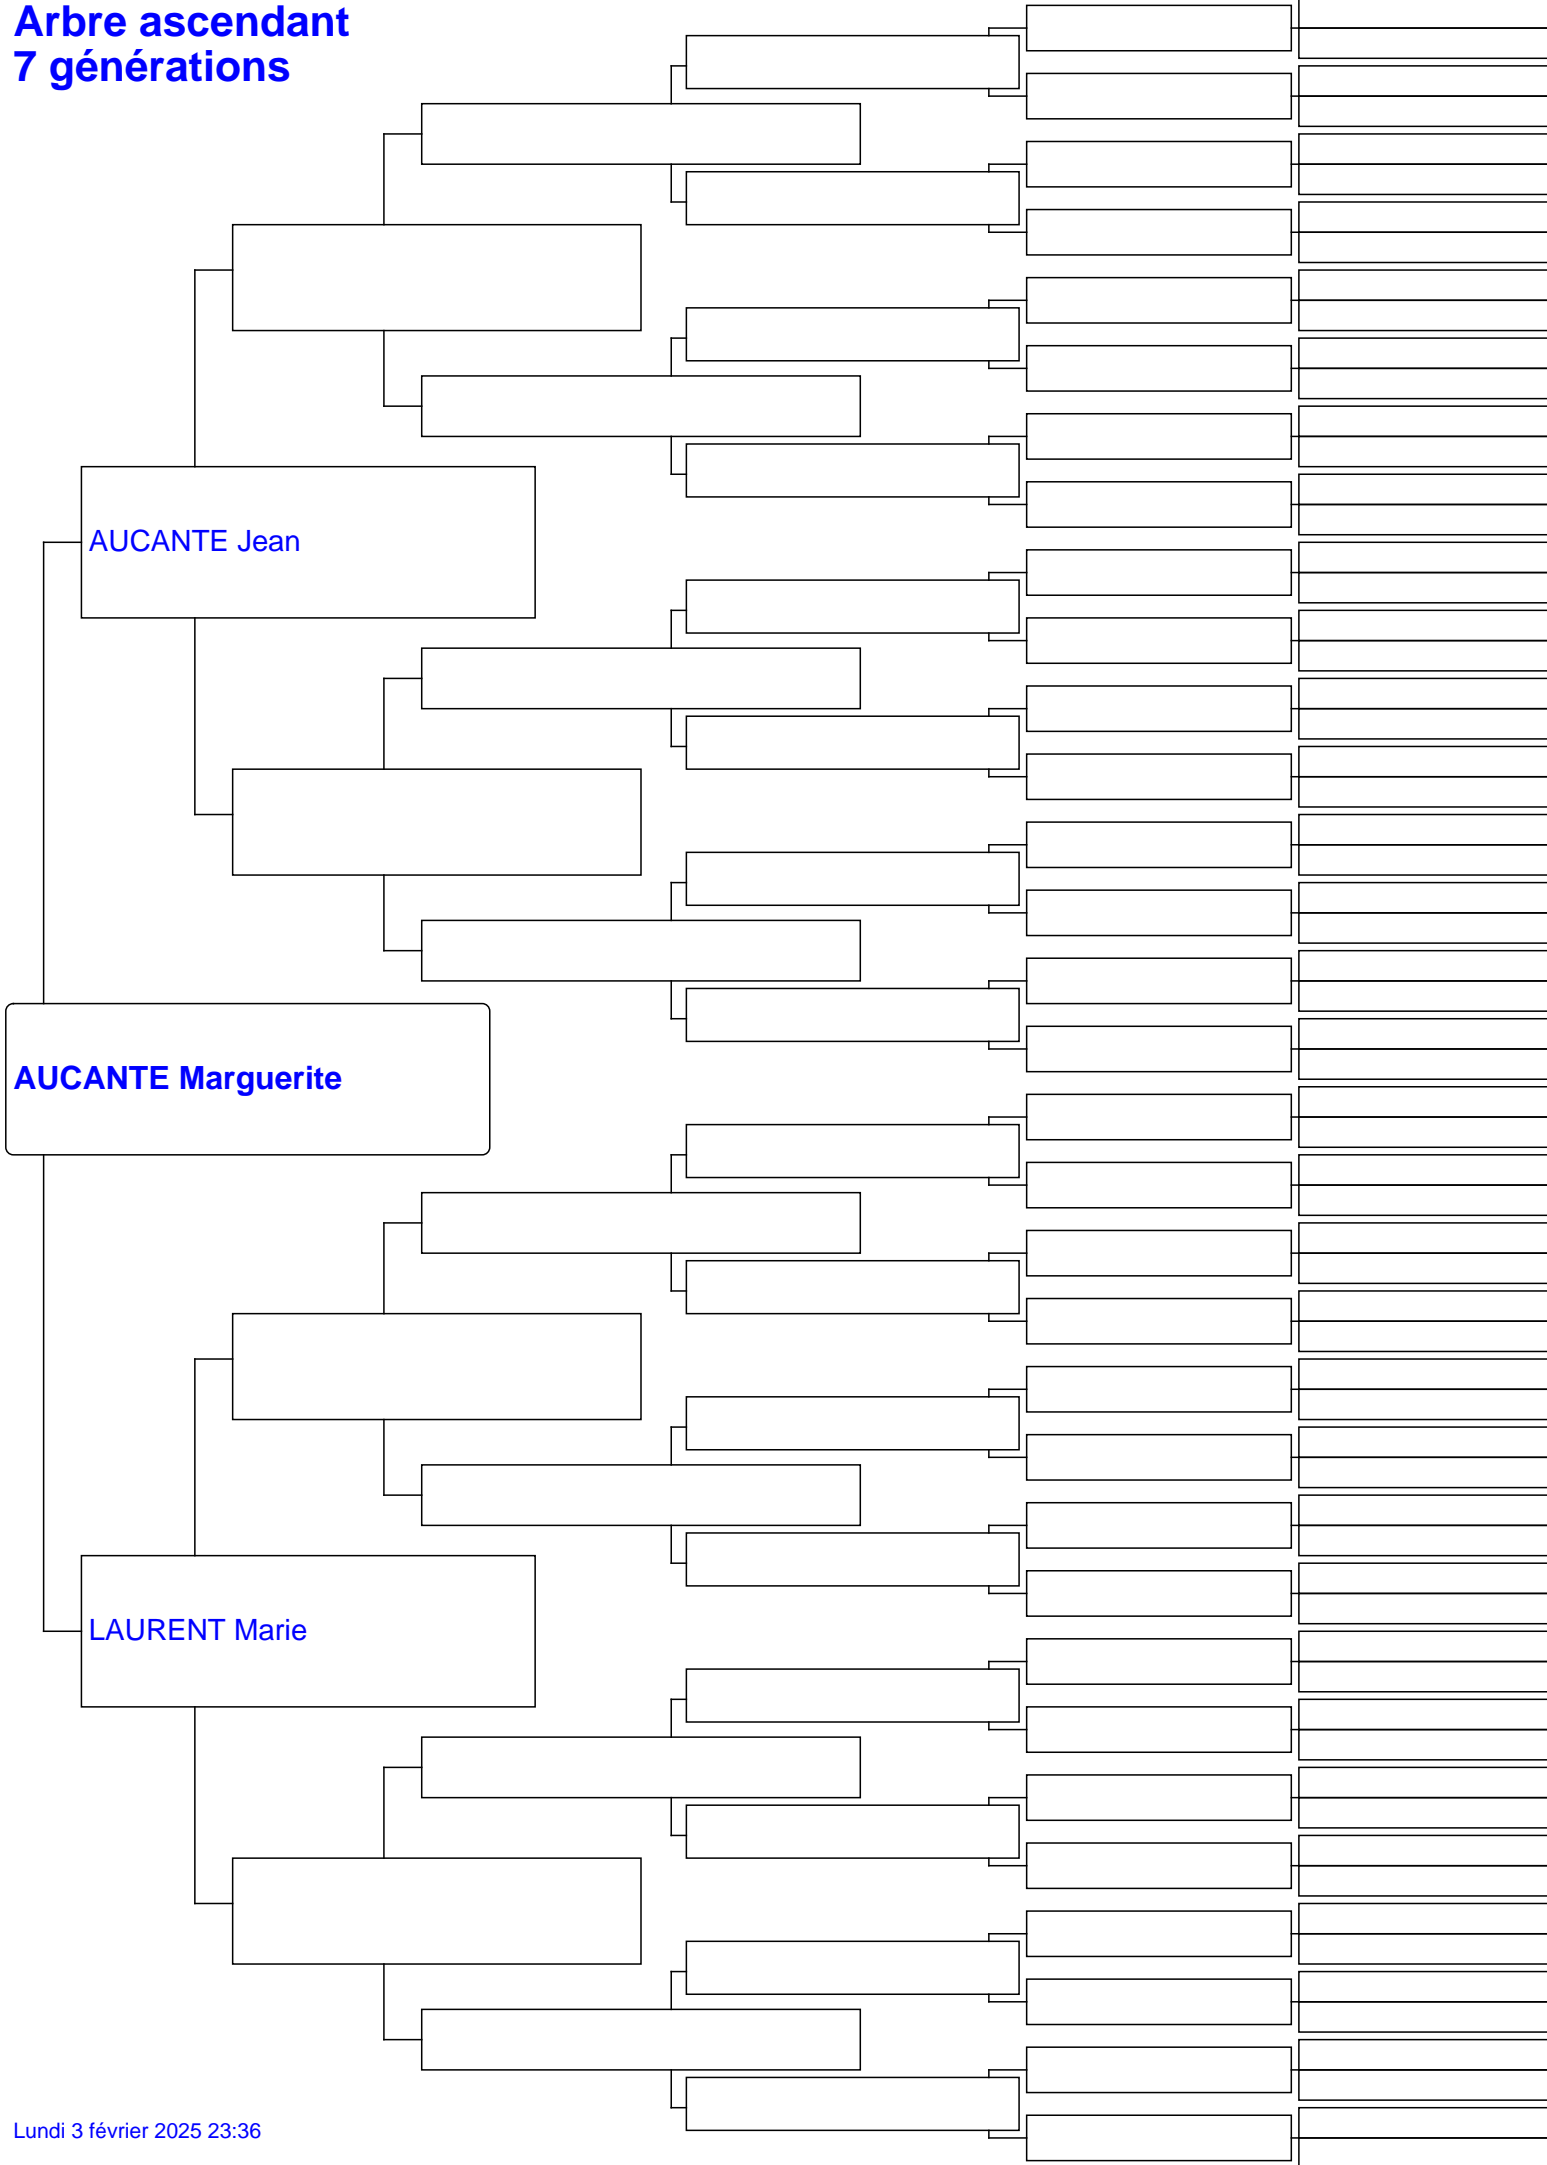 Arbre ascendant
7 générations
AUCANTE Jean
AUCANTE Marguerite
LAURENT Marie
Lundi 3 février 2025 23:36